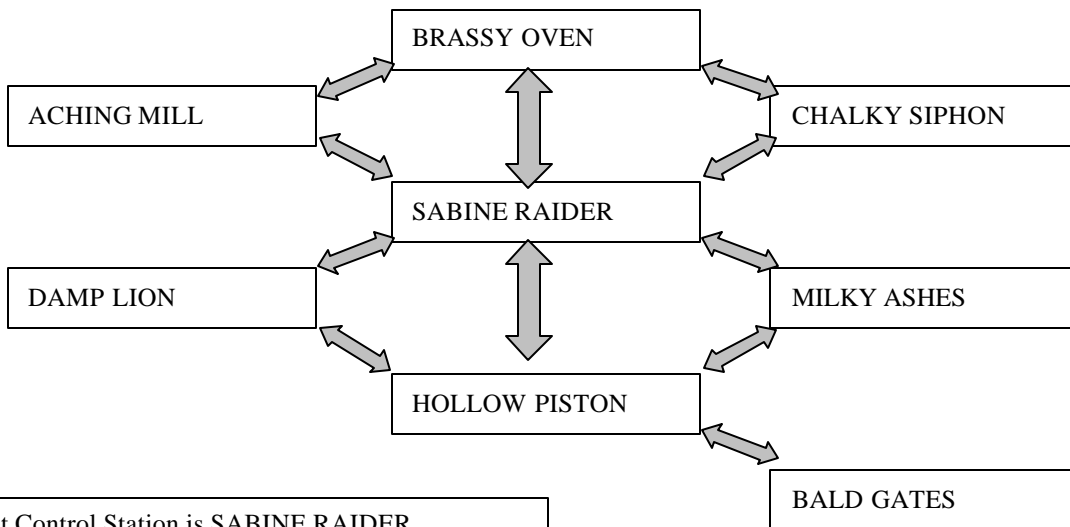 BRASSY OVEN
ACHING MILL
CHALKY SIPHON
SABINE RAIDER
DAMP LION
MILKY ASHES
HOLLOW PISTON
BALD GATES
t Control Station is SABINE RAIDER